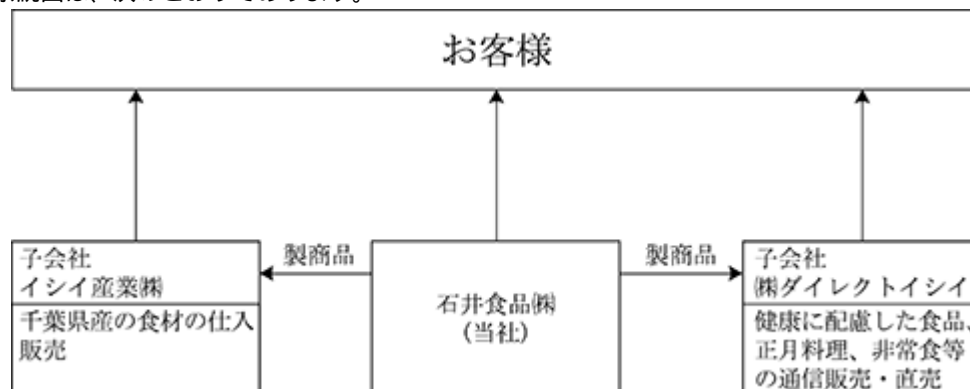 お客様
子会社
イシイ産業㈱
千葉県産の食材の仕入
販売
製商品
石井食品㈱
(当社)
製商品
子会社
㈱ダイレクトイシイ
健康に配慮した食品、
正月料理、非常食等
の通信販売・直売